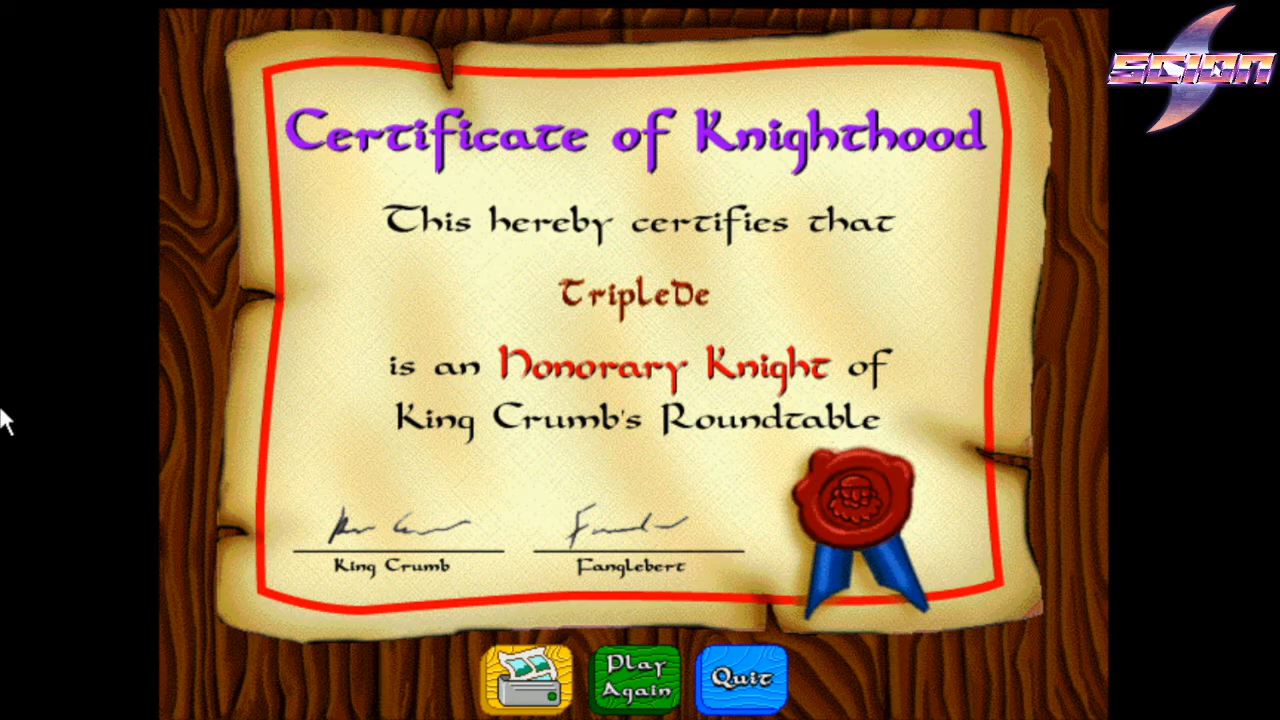 SCION
Certificate of Knighthood
This hereby certifies that
TripleDe
is an Honorary Knight of
King Crumb's Roundtable
King Crumb
Fanglebert
Play
Again
Quit